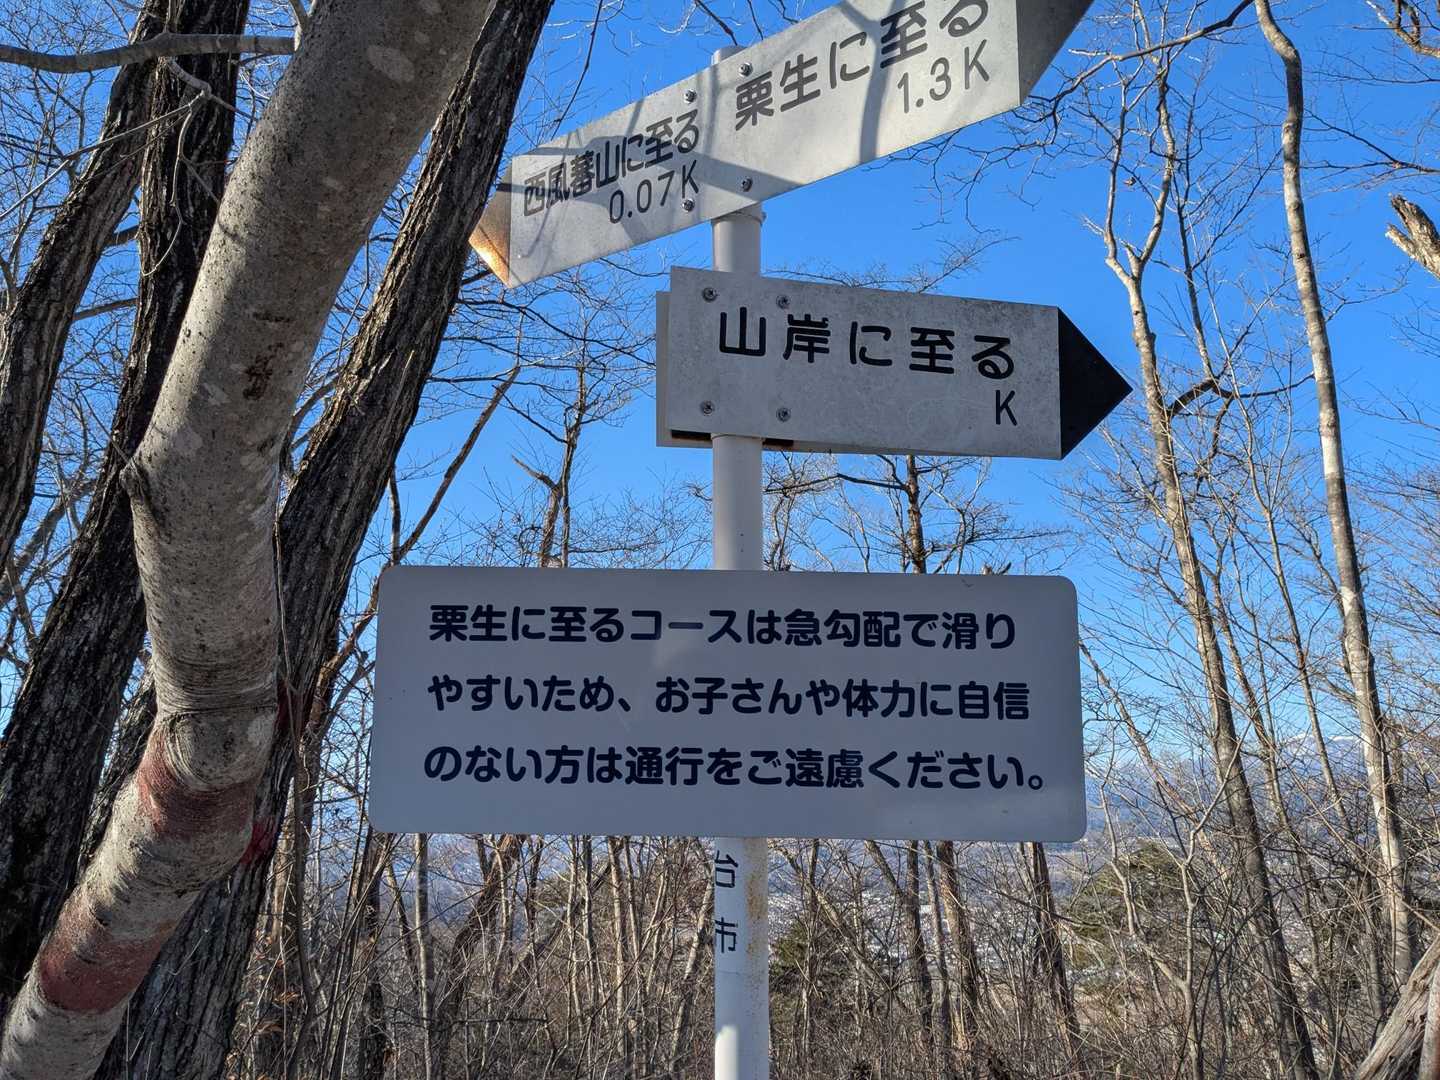 西風蕃山に至る
0.07K
栗生に至る
1.3K
山岸に至る
K
栗生に至るコースは急勾配で滑り
やすいため、お子さんや体力に自信
のない方は通行をご遠慮ください。
台
市